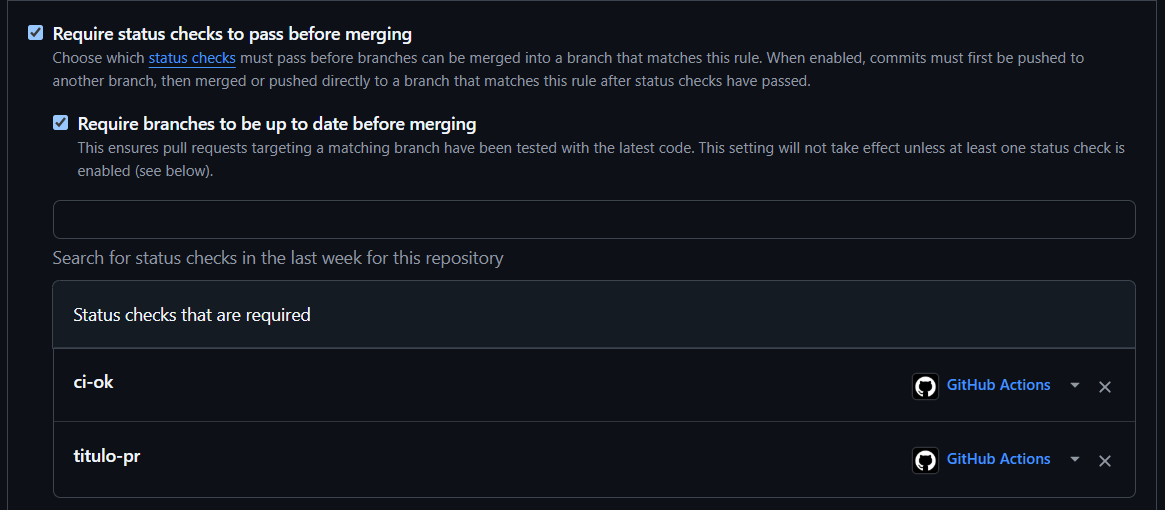 Require status checks to pass before merging
Choose which status checks must pass before branches can be merged into a branch that matches this rule. When enabled, commits must first be pushed to
another branch, then merged or pushed directly to a branch that matches this rule after status checks have passed.
Require branches to be up to date before merging
This ensures pull requests targeting a matching branch have been tested with the latest code. This setting will not take effect unless at least one status check is
enabled (see below).
Search for status checks in the last week for this repository
Status checks that are required
ci-ok
GitHub Actions
titulo-pr
GitHub Actions